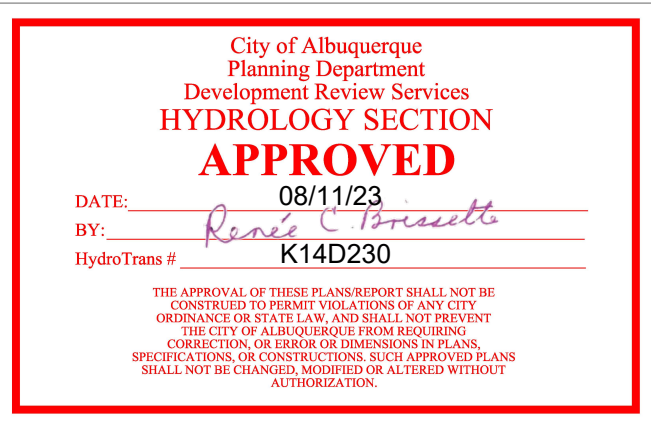 City of Albuquerque
Planning Department
Development Review Services
HYDROLOGY SECTION
APPROVED
DATE: 08/11/23
BY: Renée C. Brissette
HydroTrans # K14D230
THE APPROVAL OF THESE PLANS/REPORT SHALL NOT BE
CONSTRUED TO PERMIT VIOLATIONS OF ANY CITY
ORDINANCE OR STATE LAW, AND SHALL NOT PREVENT
THE CITY OF ALBUQUERQUE FROM REQUIRING
CORRECTION, OR ERROR OR DIMENSIONS IN PLANS,
SPECIFICATIONS, OR CONSTRUCTIONS. SUCH APPROVED PLANS
SHALL NOT BE CHANGED, MODIFIED OR ALTERED WITHOUT
AUTHORIZATION.